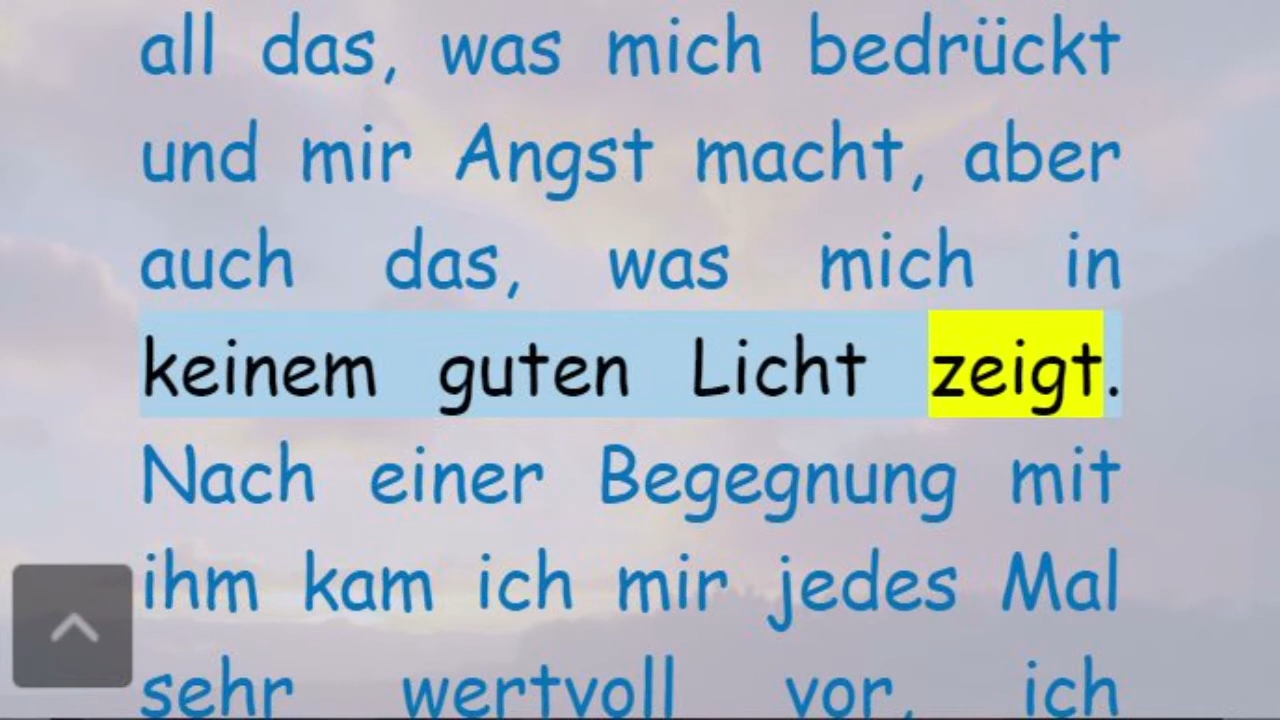 all das, was mich bedrückt
und mir Angst macht, aber
auch das, was mich in
keinem guten Licht zeigt.
Nach einer Begegnung mit
ihm kam ich mir jedes Mal
sehr wertvoll vor, ich